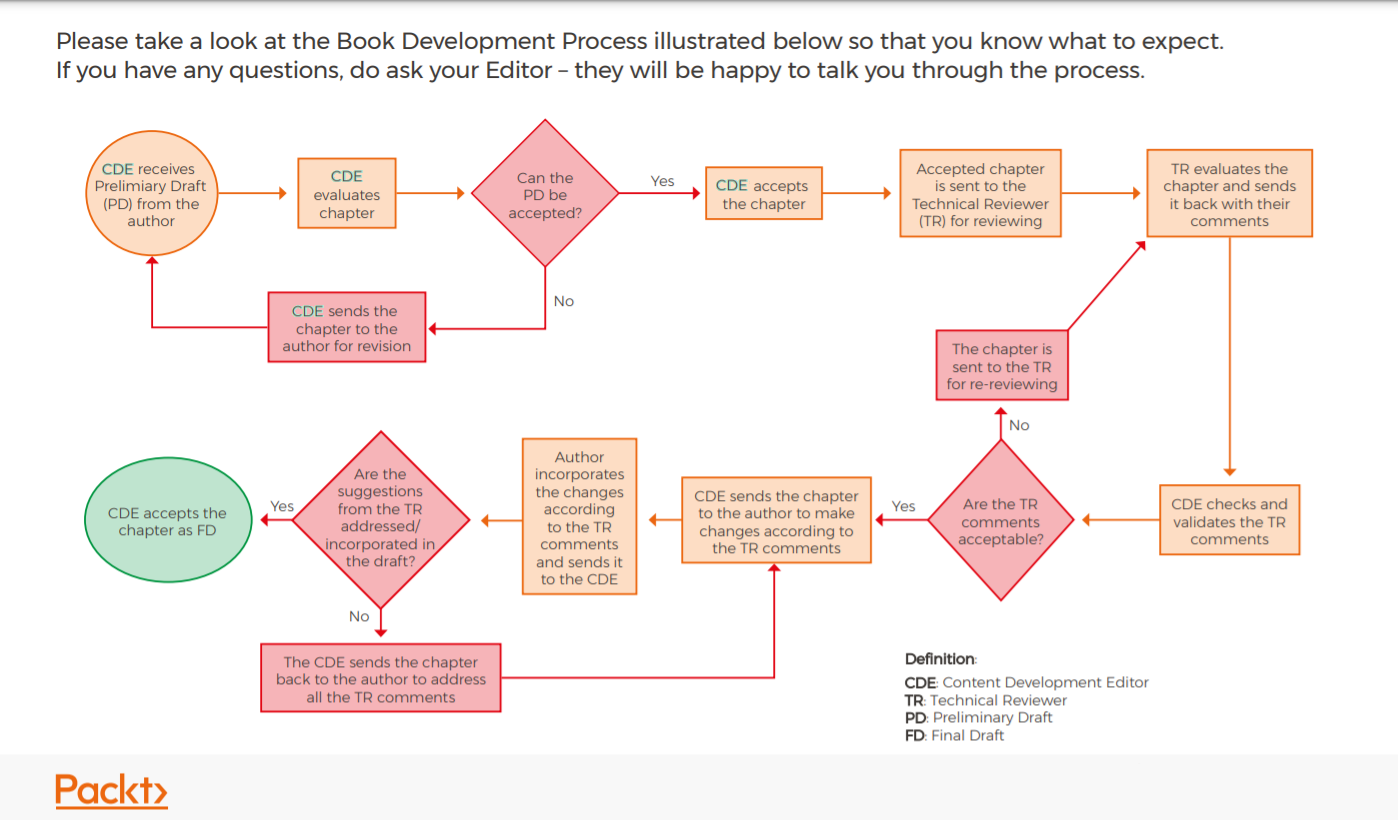 Please take a look at the Book Development Process illustrated below so that you know what to expect.
If you have any questions, do ask your Editor – they will be happy to talk you through the process.
CDE receives
Prelimiary Draft
(PD) from the
author
CDE
evaluates
chapter
Can the
PD be
accepted?
Yes
CDE accepts
the chapter
Accepted chapter
is sent to the
Technical Reviewer
(TR) for reviewing
TR evaluates the
chapter and sends
it back with their
comments
No
CDE sends the
chapter to the
author for revision
The chapter is
sent to the TR
for re-reviewing
No
CDE checks and
validates the TR
comments
Are the TR
comments
acceptable?
Yes
CDE sends the chapter
to the author to make
changes according to
the TR comments
Author
incorporates
the changes
according
to the TR
comments
and sends it
to the CDE
Are the
suggestions
from the TR
addressed/
incorporated in
the draft?
Yes
CDE accepts the
chapter as FD
No
The CDE sends the chapter
back to the author to address
all the TR comments
Definition:
CDE: Content Development Editor
TR: Technical Reviewer
PD: Preliminary Draft
FD: Final Draft
Packt>